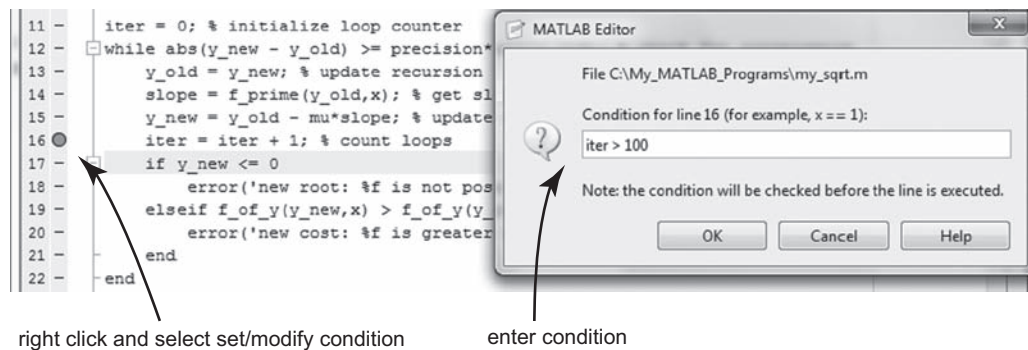 11 – iter = 0; % initialize loop counter
12 – while abs(y_new - y_old) >= precision*
13 – y_old = y_new; % update recursion
14 – slope = f_prime(y_old,x); % get sl
15 – y_new = y_old - mu*slope; % update
16 iter = iter + 1; % count loops
17 – if y_new <= 0
18 – error('new root: %f is not pos
19 – elseif f_of_y(y_new,x) > f_of_y(y_
20 – error('new cost: %f is greater
21 – end
22 – end
MATLAB Editor
X
File C:\My_MATLAB_Programs\my_sqrt.m
Condition for line 16 (for example, x == 1):
iter > 100
Note: the condition will be checked before the line is executed.
OK Cancel Help
right click and select set/modify condition
enter condition